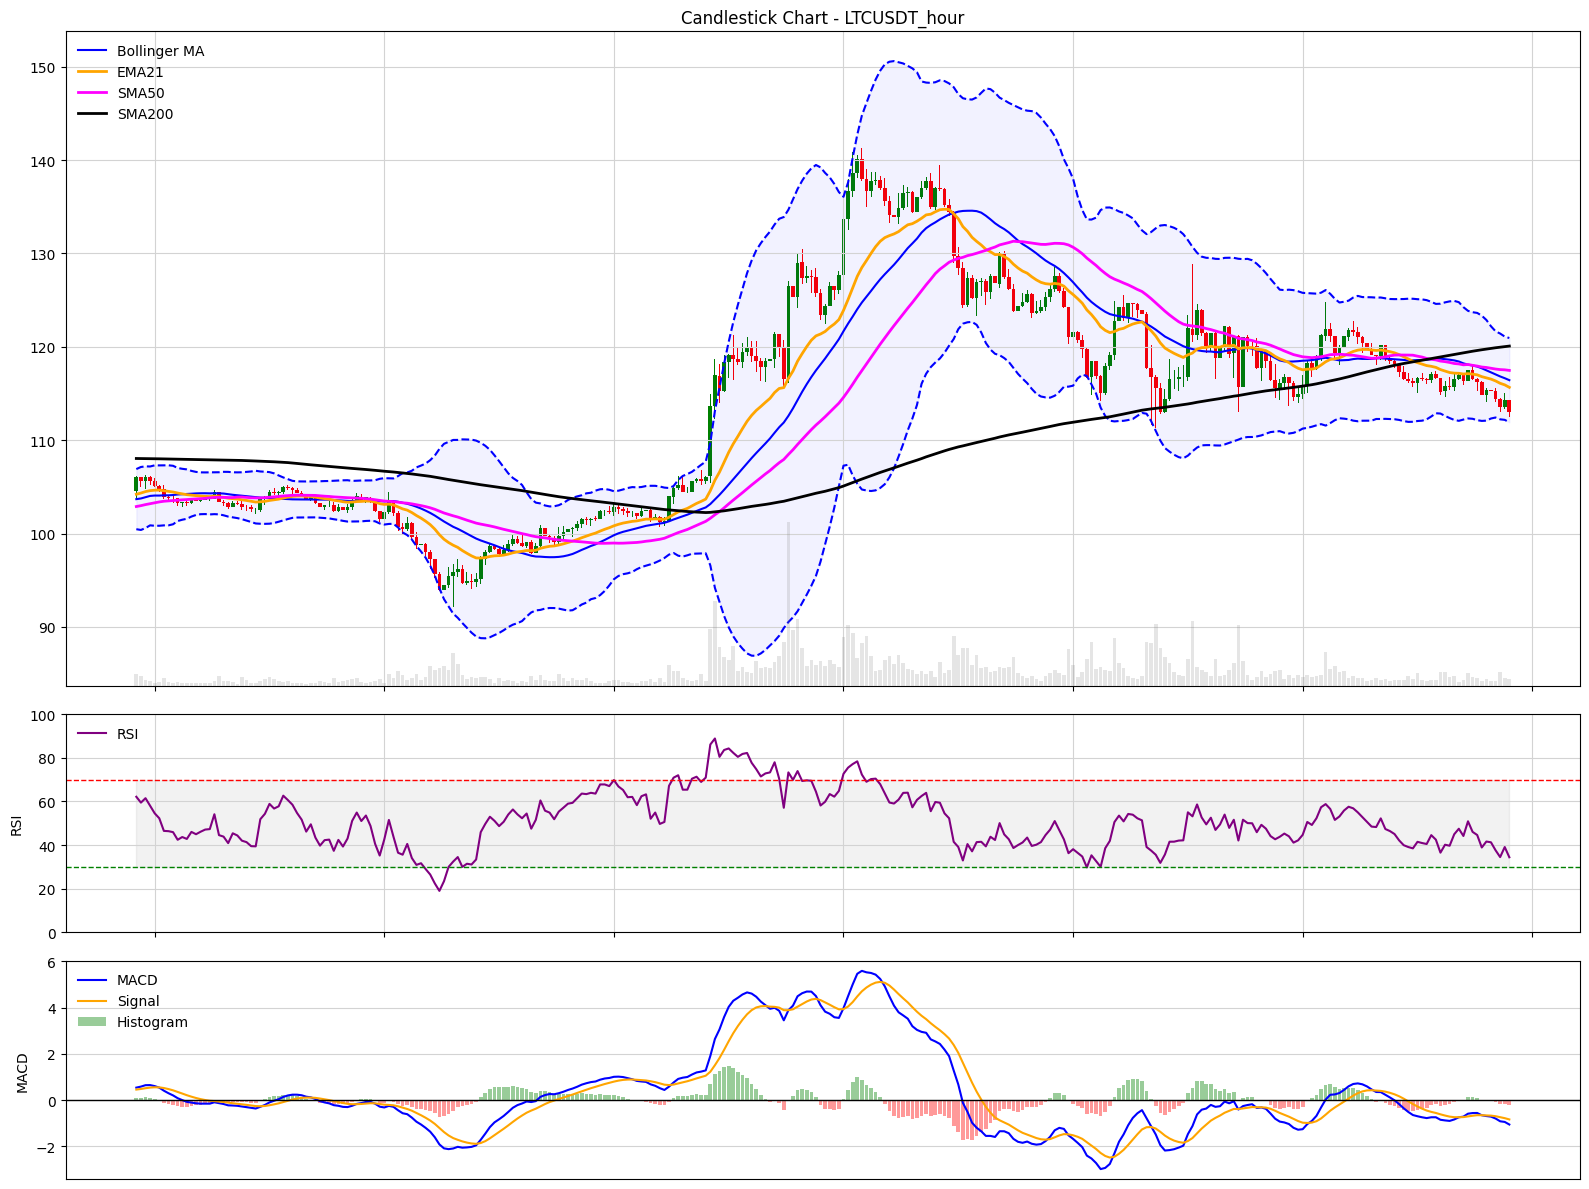 Candlestick Chart - LTCUSDT_hour
Bollinger MA
EMA21
SMA50
SMA200
150
140
130
120
110
100
90
RSI
100
80
60
40
20
0
RSI
MACD
Signal
Histogram
6
4
2
0
−2
MACD